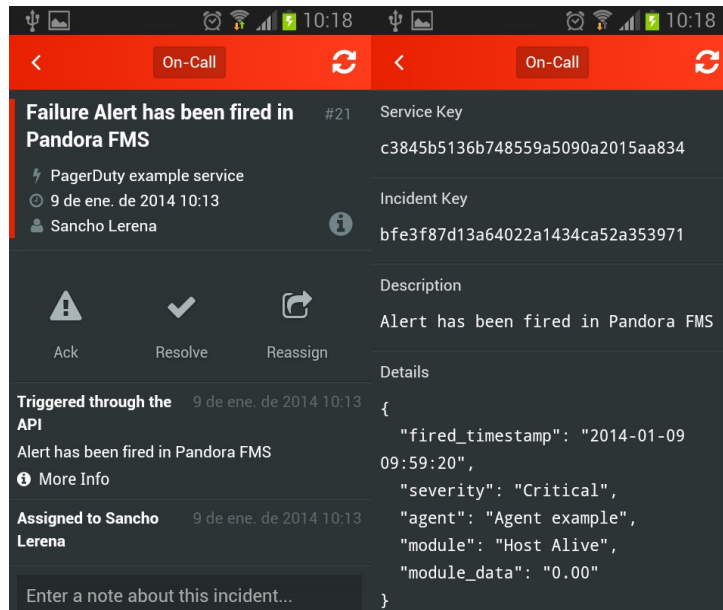 10:18
On-Call
Failure Alert has been fired in
Pandora FMS
#21
PagerDuty example service
9 de ene. de 2014 10:13
Sancho Lerena
Ack
Resolve
Reassign
Triggered through the
API
9 de ene. de 2014 10:13
Alert has been fired in Pandora FMS
More Info
Assigned to Sancho
Lerena
9 de ene. de 2014 10:13
Enter a note about this incident...
10:18
On-Call
Service Key
c3845b5136b748559a5090a2015aa834
Incident Key
bfe3f87d13a64022a1434ca52a353971
Description
Alert has been fired in Pandora FMS
Details
{
"fired_timestamp": "2014-01-09
09:59:20",
"severity": "Critical",
"agent": "Agent example",
"module": "Host Alive",
"module_data": "0.00"
}